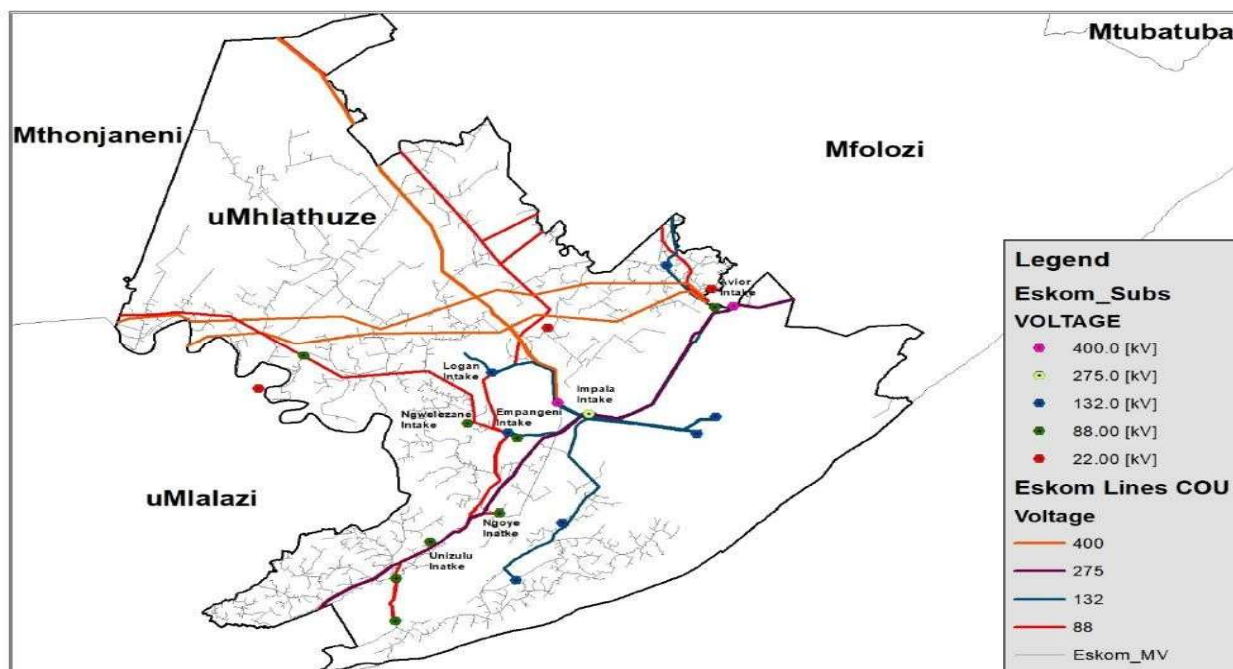 Mtubatuba
Mthonjaneni
Mfolozi
uMhlathuze
Avior
Intake
Logan
Intake
Impala
Intake
Ngwelezane
Intake
Empangeni
Intake
uMlalazi
Ngoye
Inatke
Unizulu
Inatke
Legend
Eskom_Subs
VOLTAGE
400.0 [kV]
275.0 [kV]
132.0 [kV]
88.00 [kV]
22.00 [kV]
Eskom Lines COU
Voltage
400
275
132
88
Eskom_MV